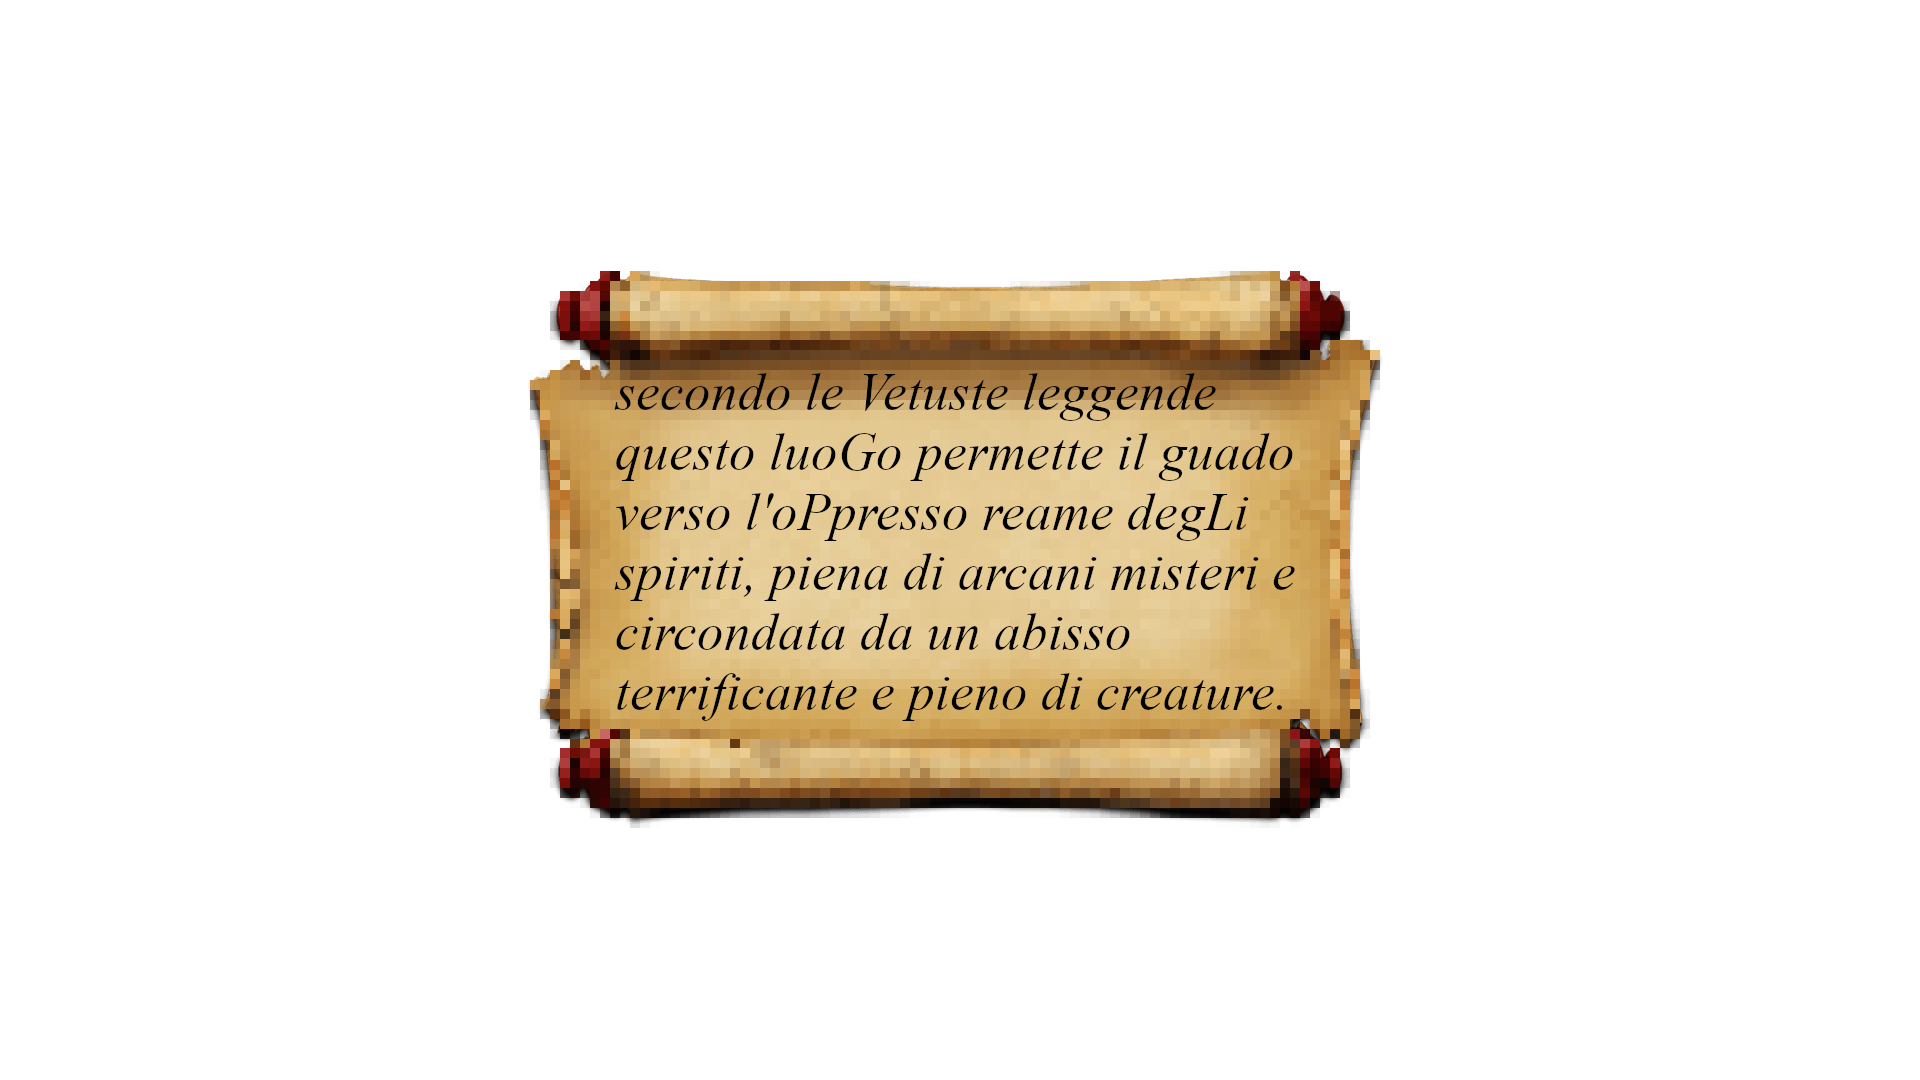 secondo le Vetuste leggende
questo luoGo permette il guado
verso l'oPpresso reame degLi
spiriti, piena di arcani misteri e
circondata da un abisso
terrificante e pieno di creature.